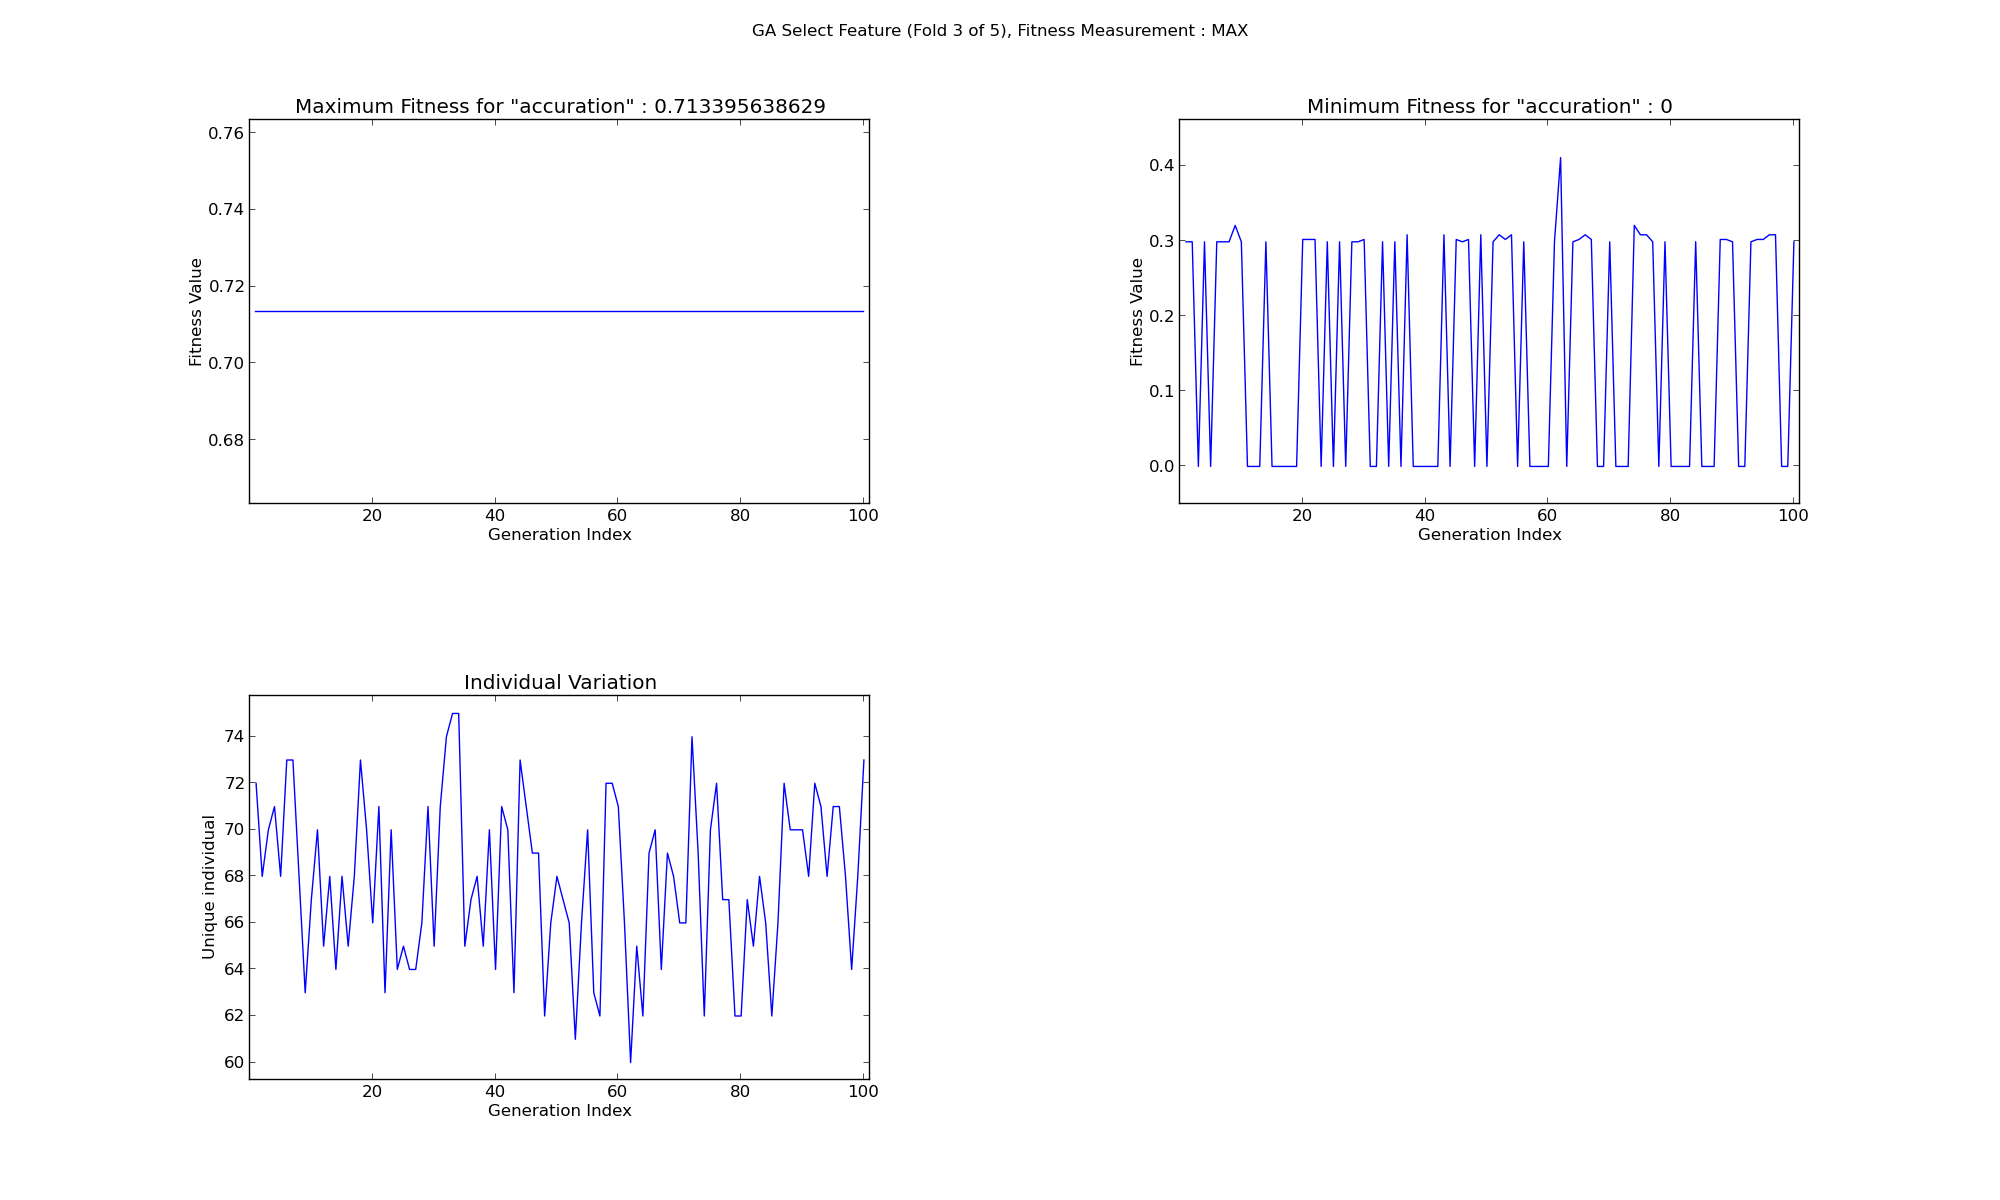 GA Select Feature (Fold 3 of 5), Fitness Measurement : MAX
Maximum Fitness for "accuration" : 0.713395638629
0.76
0.74
0.72
0.70
0.68
Fitness Value
20 40 60 80 100
Generation Index
Minimum Fitness for "accuration" : 0
0.4
0.3
0.2
0.1
0.0
Fitness Value
20 40 60 80 100
Generation Index
Individual Variation
74
72
70
68
66
64
62
60
Unique individual
20 40 60 80 100
Generation Index